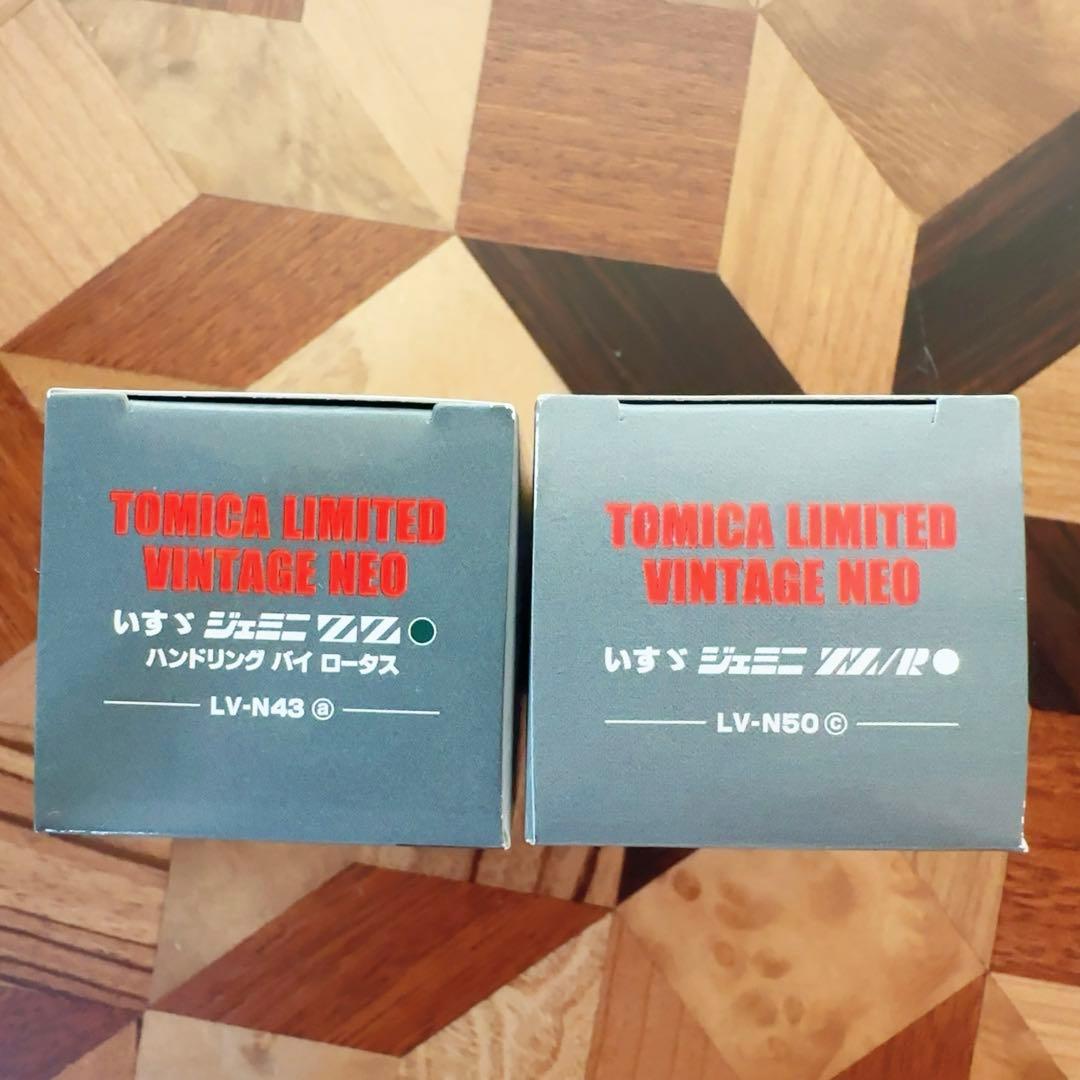 TOMICA LIMITED
VINTAGE NEO
いすゞ ジェミニ ZZ
ハンドリング バイ ロータス
LV-N43 ⓐ
TOMICA LIMITED
VINTAGE NEO
いすゞ ジェミニ ZZ/R
LV-N50 ⓒ